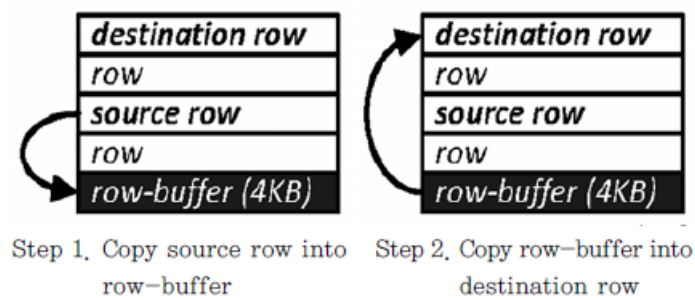 destination row
row
source row
row
row-buffer (4KB)
Step 1. Copy source row into
row-buffer
destination row
row
source row
row
row-buffer (4KB)
Step 2. Copy row-buffer into
destination row